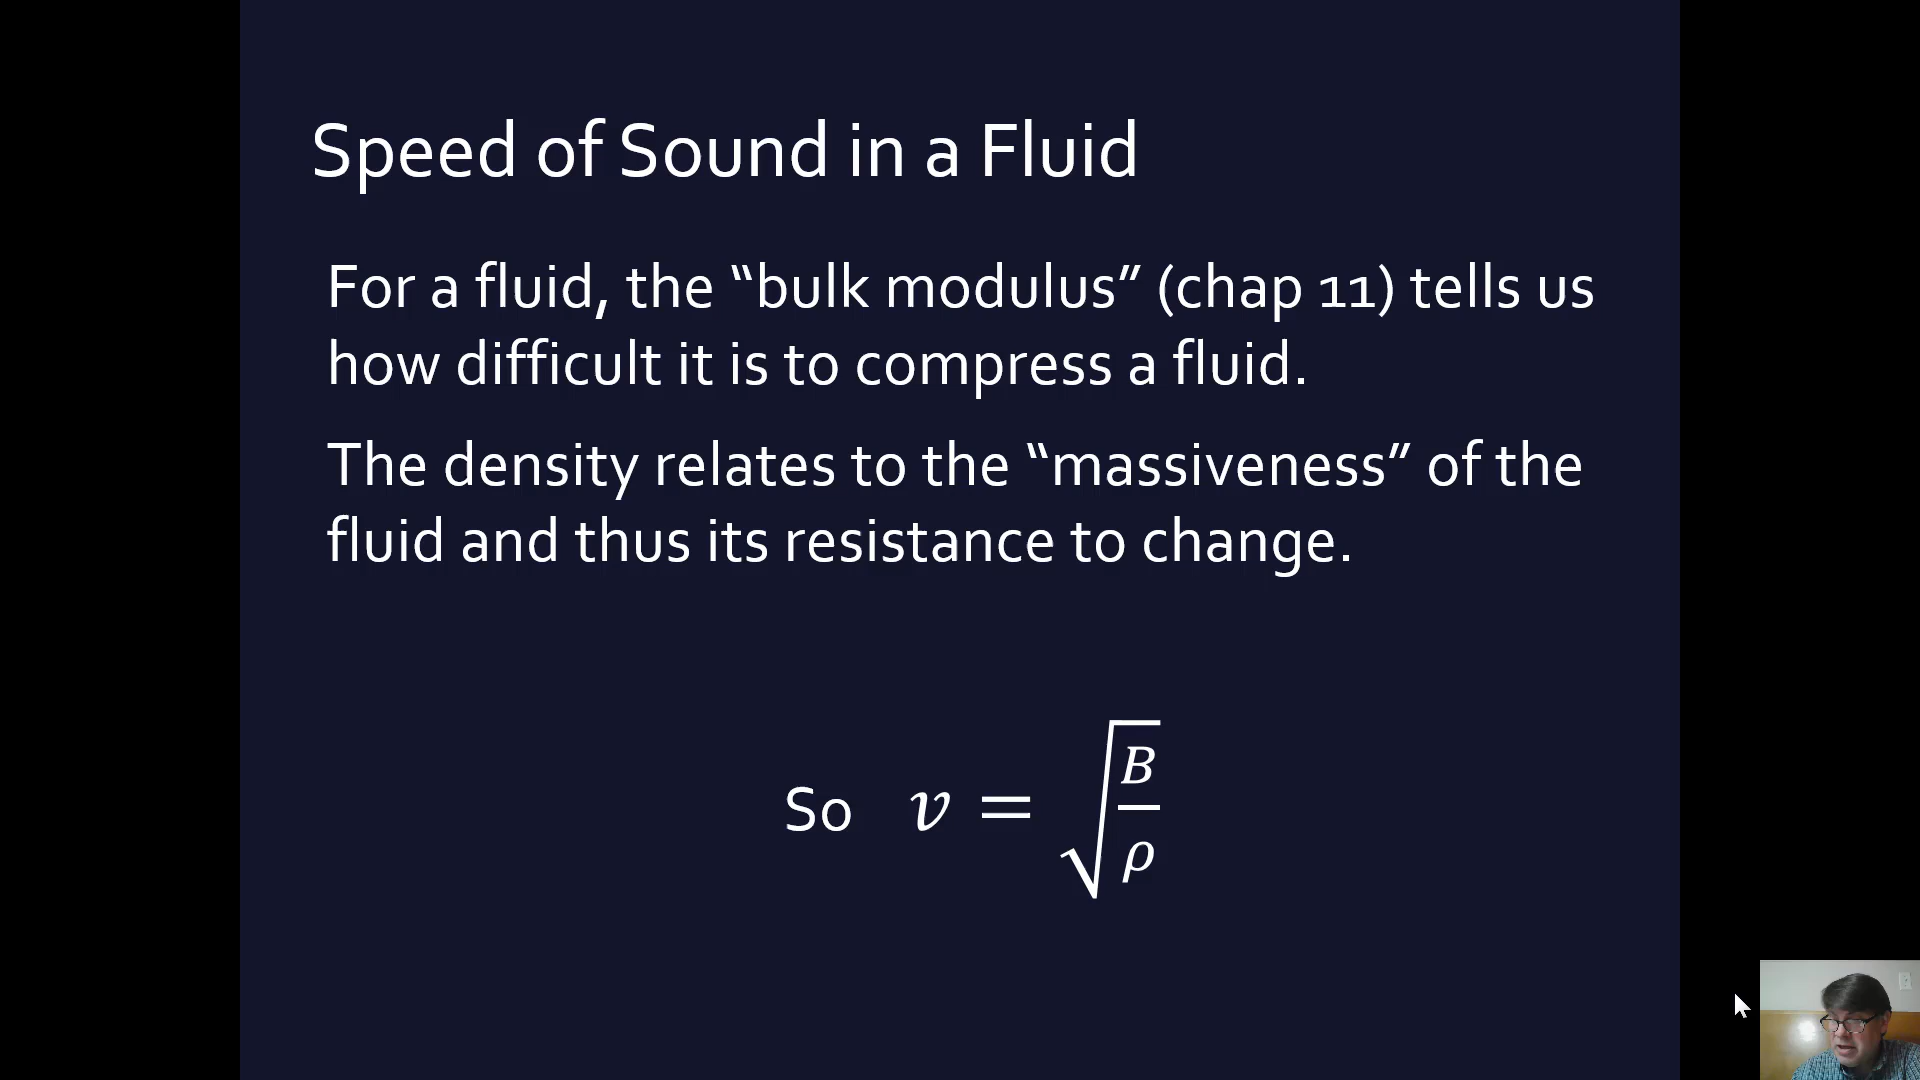 Speed of Sound in a Fluid
For a fluid, the “bulk modulus” (chap 11) tells us
how difficult it is to compress a fluid.
The density relates to the “massiveness” of the
fluid and thus its resistance to change.
So v = √(B/ρ)